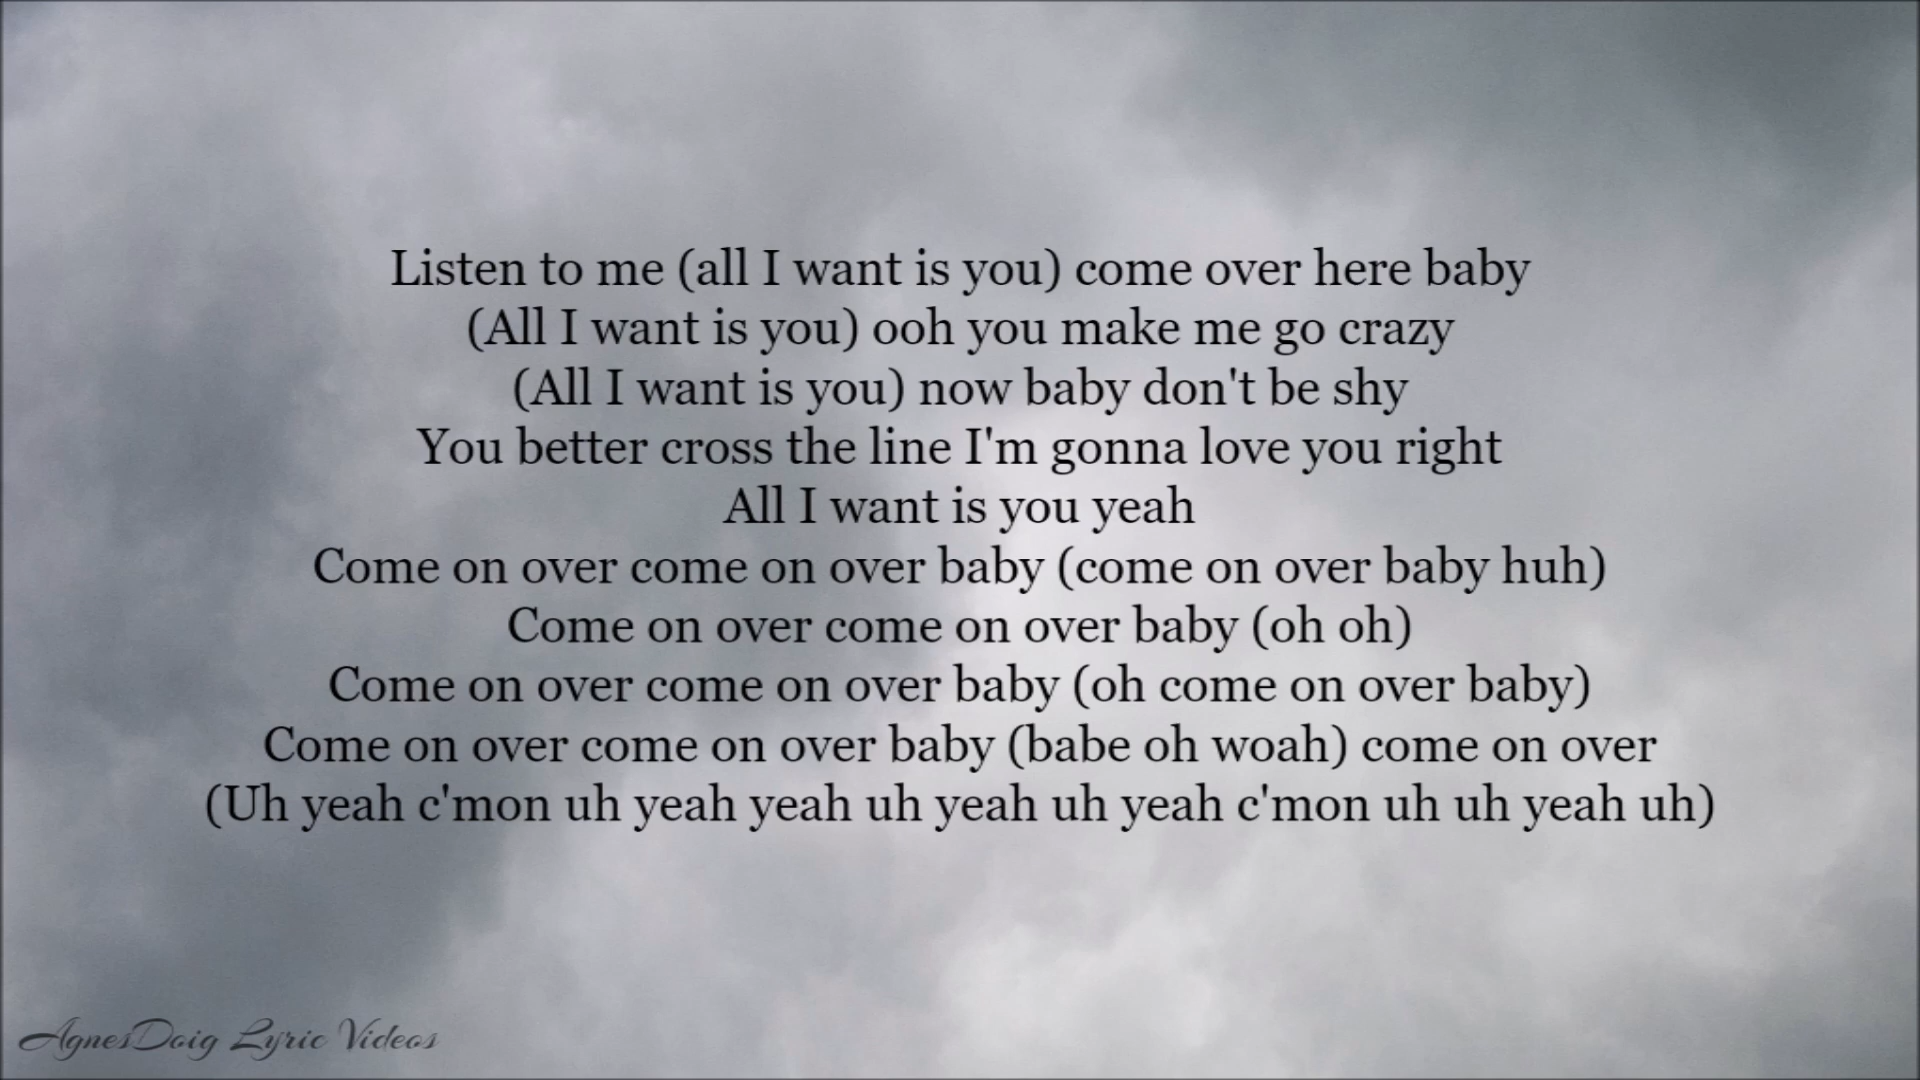 Listen to me (all I want is you) come over here baby
(All I want is you) ooh you make me go crazy
(All I want is you) now baby don't be shy
You better cross the line I'm gonna love you right
All I want is you yeah
Come on over come on over baby (come on over baby huh)
Come on over come on over baby (oh oh)
Come on over come on over baby (oh come on over baby)
Come on over come on over baby (babe oh woah) come on over
(Uh yeah c'mon uh yeah yeah uh yeah uh yeah c'mon uh uh yeah uh)
AgnesDoig Lyric Videos